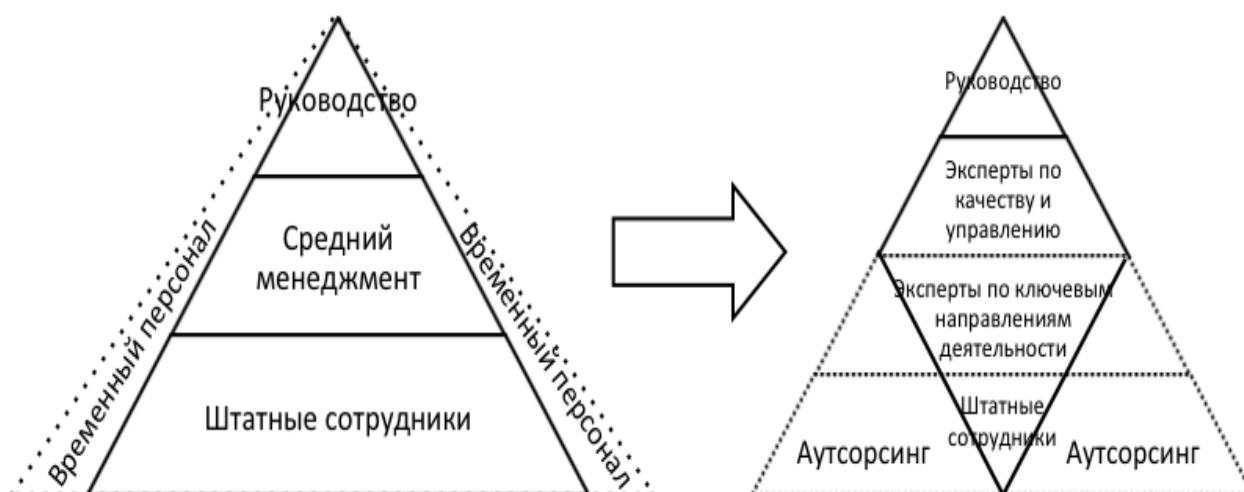 Руководство
Средний
менеджмент
Штатные сотрудники
Временный персонал
Временный персонал
Руководство
Эксперты по
качеству и
управлению
Эксперты по ключевым
направлениям
деятельности
Штатные
сотрудники
Аутсорсинг
Аутсорсинг